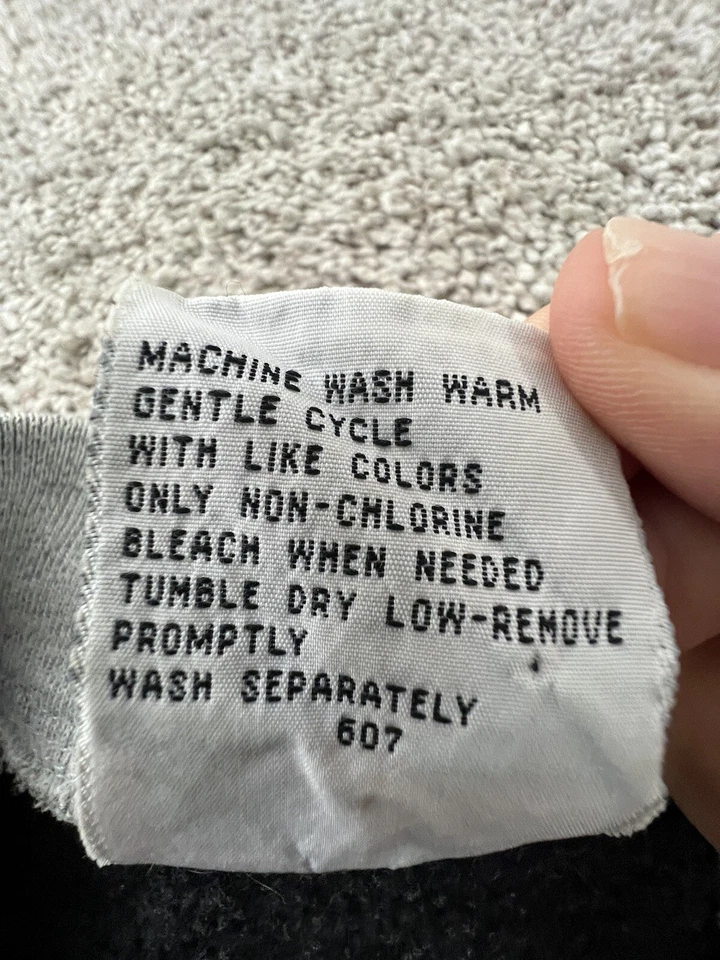 MACHINE WASH WARM
GENTLE CYCLE
WITH LIKE COLORS
ONLY NON-CHLORINE
BLEACH WHEN NEEDED
TUMBLE DRY LOW-REMOVE
PROMPTLY
WASH SEPARATELY
607